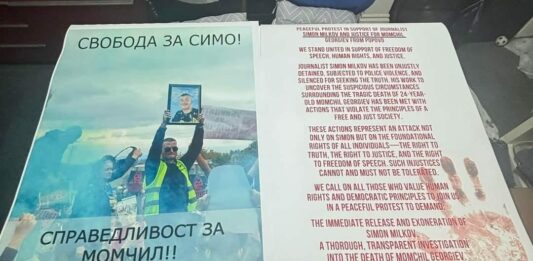 СВОБОДА ЗА СИМО!
СПРАВЕДЛИВОСТ ЗА
МОМЧИЛ!!
PEACEFUL PROTEST IN SUPPORT OF JOURNALIST
SIMON MILKOV AND JUSTICE FOR MOMCHIL
GEORGIEV FROM POPOVO
WE STAND UNITED IN SUPPORT OF FREEDOM OF
SPEECH, HUMAN RIGHTS, AND JUSTICE.
JOURNALIST SIMON MILKOV HAS BEEN UNJUSTLY
DETAINED, SUBJECTED TO POLICE VIOLENCE, AND
SILENCED FOR SEEKING THE TRUTH. HIS WORK TO
UNCOVER THE SUSPICIOUS CIRCUMSTANCES
SURROUNDING THE TRAGIC DEATH OF 24-YEAR-
OLD MOMCHIL GEORGIEV HAS BEEN MET WITH
ACTIONS THAT VIOLATE THE PRINCIPLES OF A
FREE AND JUST SOCIETY.
THESE ACTIONS REPRESENT AN ATTACK NOT
ONLY ON SIMON BUT ON THE FOUNDATIONAL
RIGHTS OF ALL INDIVIDUALS—THE RIGHT TO
TRUTH, THE RIGHT TO JUSTICE, AND THE RIGHT
TO FREEDOM OF SPEECH. SUCH INJUSTICES
CANNOT AND MUST NOT BE TOLERATED.
WE CALL ON ALL THOSE WHO VALUE HUMAN
RIGHTS AND DEMOCRATIC PRINCIPLES TO JOIN US
IN A PEACEFUL PROTEST TO DEMAND:
THE IMMEDIATE RELEASE AND EXONERATION OF
SIMON MILKOV.
A THOROUGH, TRANSPARENT INVESTIGATION
INTO THE DEATH OF MOMCHIL GEORGIEV,